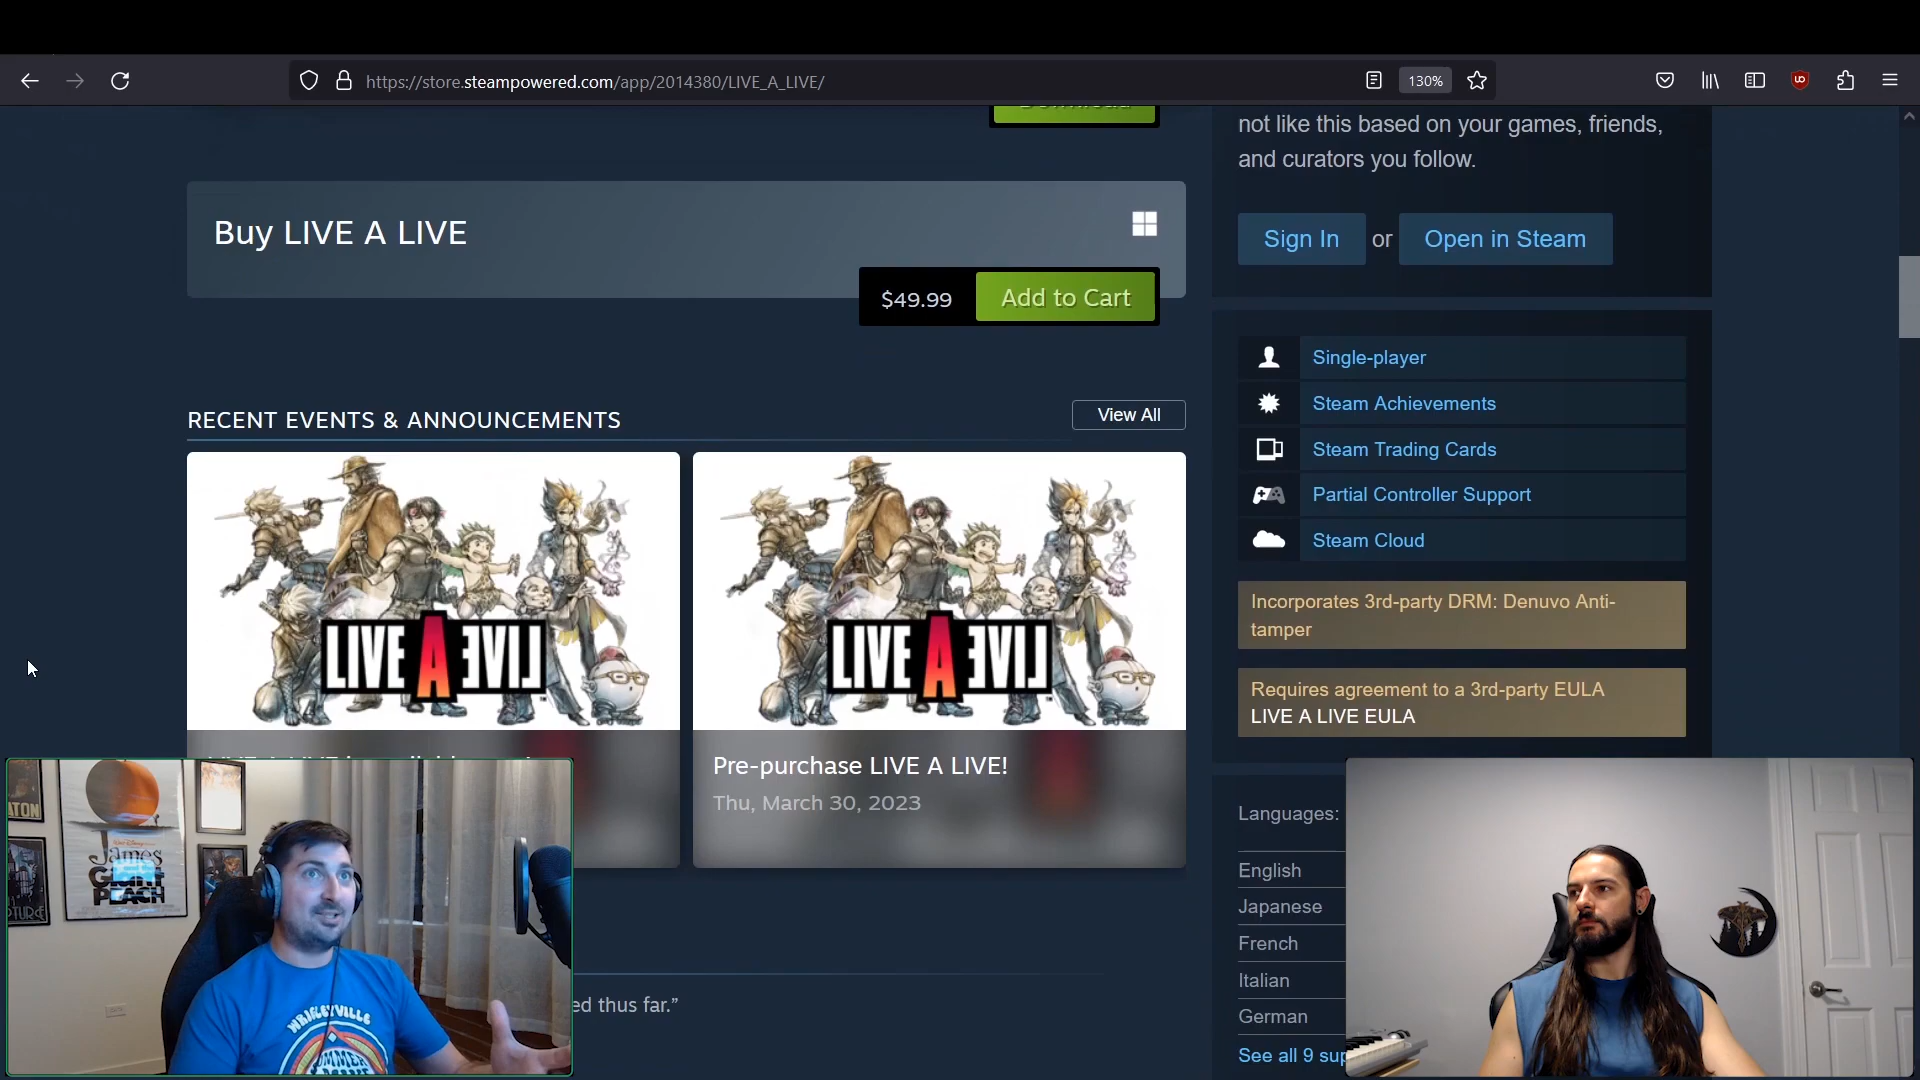 https://store.steampowered.com/app/2014380/LIVE_A_LIVE/
130%
not like this based on your games, friends,
and curators you follow.
Sign In or Open in Steam
Buy LIVE A LIVE
$49.99 Add to Cart
Single-player
Steam Achievements
Steam Trading Cards
Partial Controller Support
Steam Cloud
Incorporates 3rd-party DRM: Denuvo Anti-
tamper
Requires agreement to a 3rd-party EULA
LIVE A LIVE EULA
RECENT EVENTS & ANNOUNCEMENTS
View All
LIVE A LIVE
LIVE A LIVE
Pre-purchase LIVE A LIVE!
Thu, March 30, 2023
Languages:
English
Japanese
French
Italian
German
See all 9
thus far.”
James
PEACH
WRIGLEYVILLE